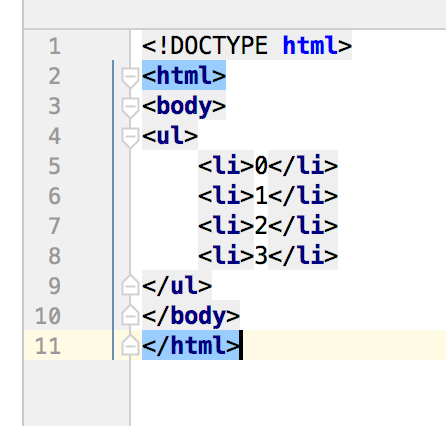 1 <!DOCTYPE html>
2 <html>
3 <body>
4 <ul>
5 <li>0</li>
6 <li>1</li>
7 <li>2</li>
8 <li>3</li>
9 </ul>
10 </body>
11 </html>